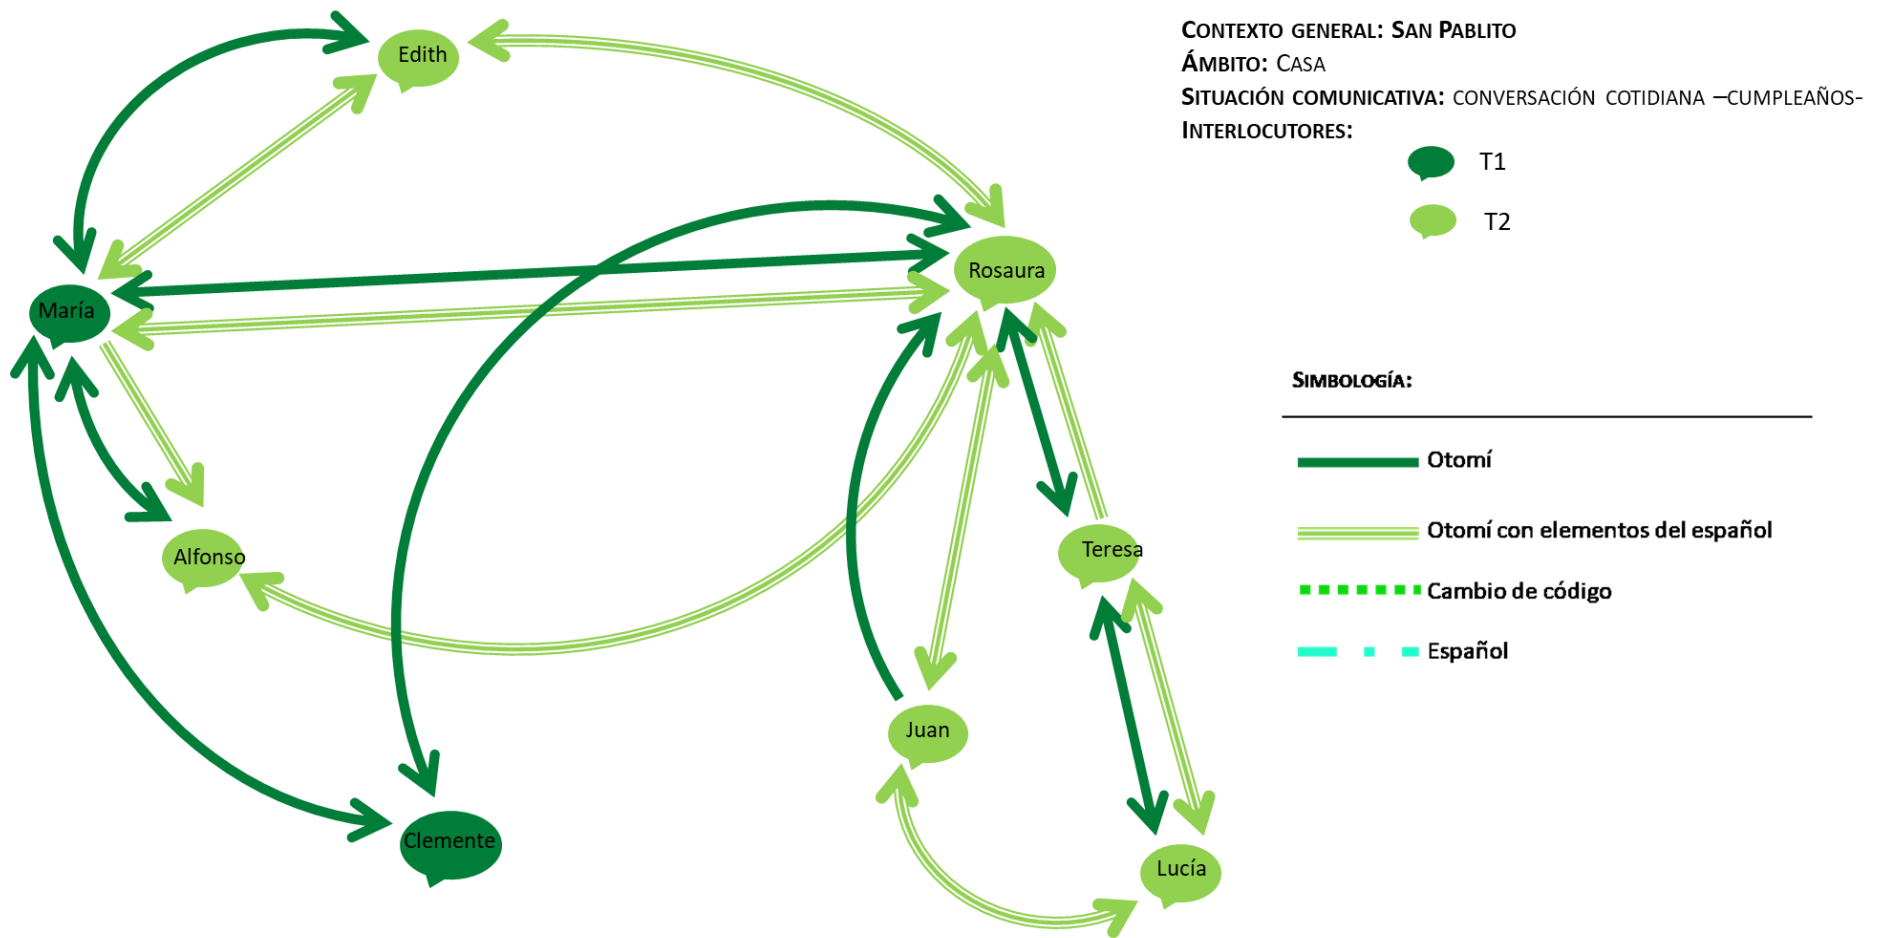 CONTEXTO GENERAL: SAN PABLITO
ÁMBITO: CASA
SITUACIÓN COMUNICATIVA: CONVERSACIÓN COTIDIANA –CUMPLEAÑOS-
INTERLOCUTORES:
T1
T2
Edith
Rosaura
María
Alfonso
Teresa
Juan
Clemente
Lucía
SIMBOLOGÍA:
Otomí
Otomí con elementos del español
Cambio de código
Español